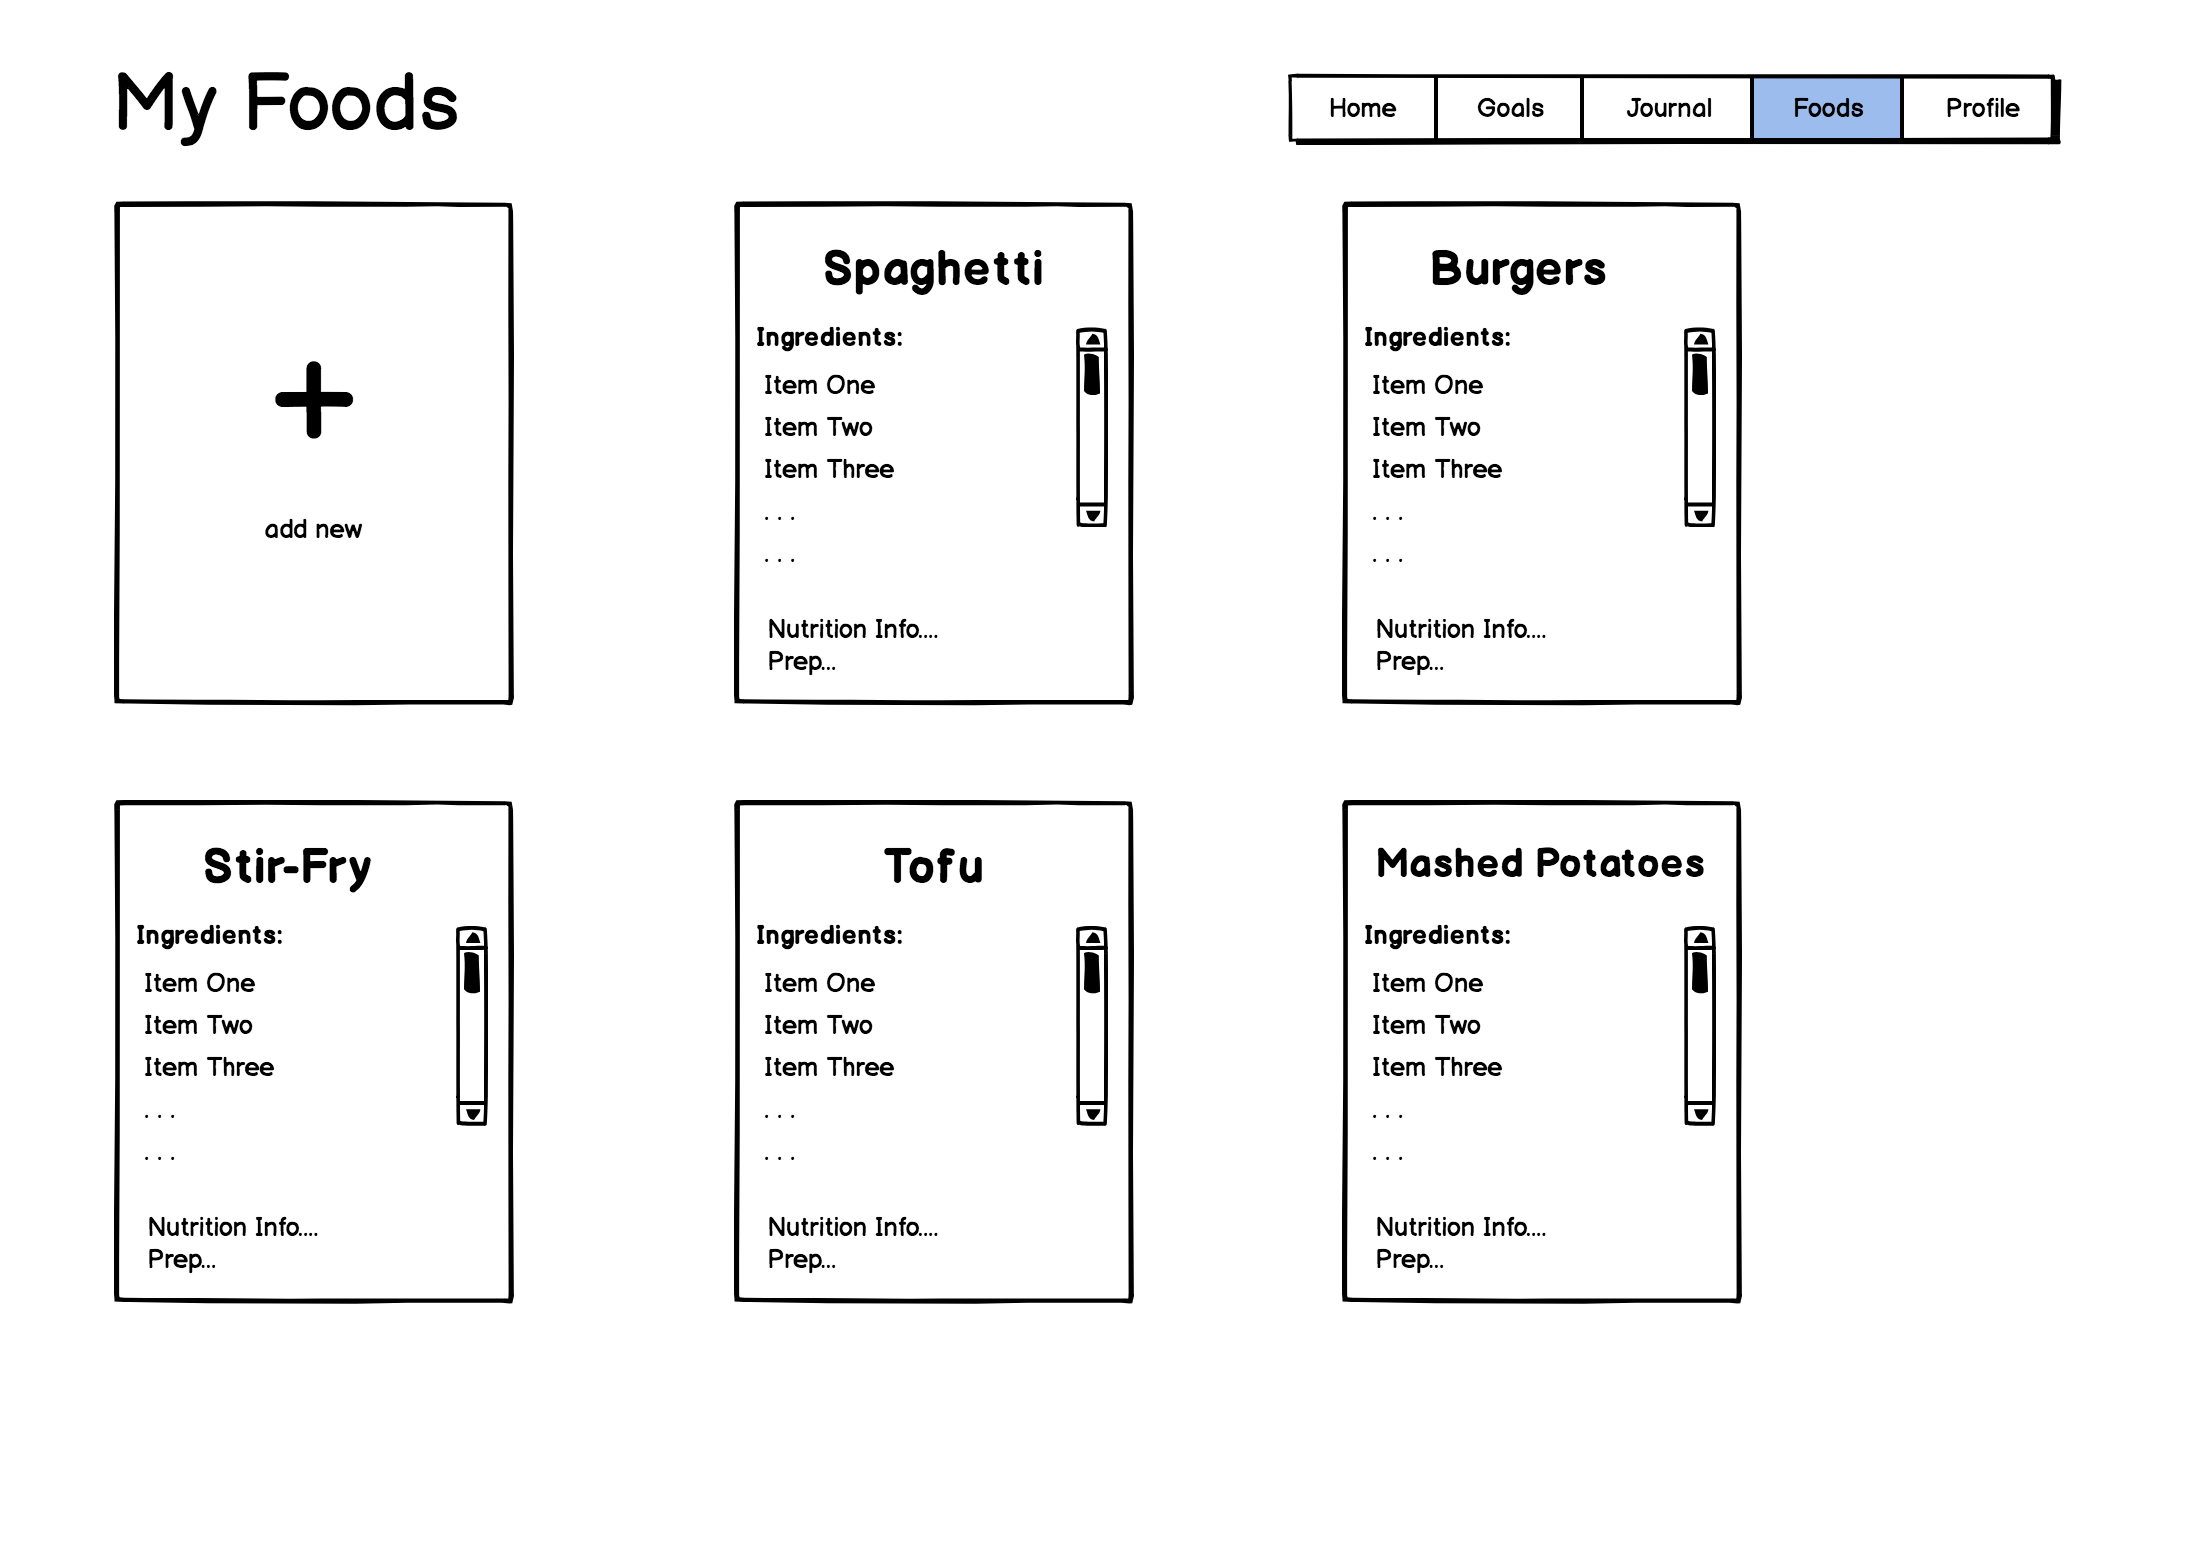 My Foods
Home Goals Journal Foods Profile
add new
Spaghetti
Ingredients:
Item One
Item Two
Item Three
. . .
. . .
Nutrition Info....
Prep...
Burgers
Ingredients:
Item One
Item Two
Item Three
. . .
. . .
Nutrition Info....
Prep...
Stir-Fry
Ingredients:
Item One
Item Two
Item Three
. . .
. . .
Nutrition Info....
Prep...
Tofu
Ingredients:
Item One
Item Two
Item Three
. . .
. . .
Nutrition Info....
Prep...
Mashed Potatoes
Ingredients:
Item One
Item Two
Item Three
. . .
. . .
Nutrition Info....
Prep...